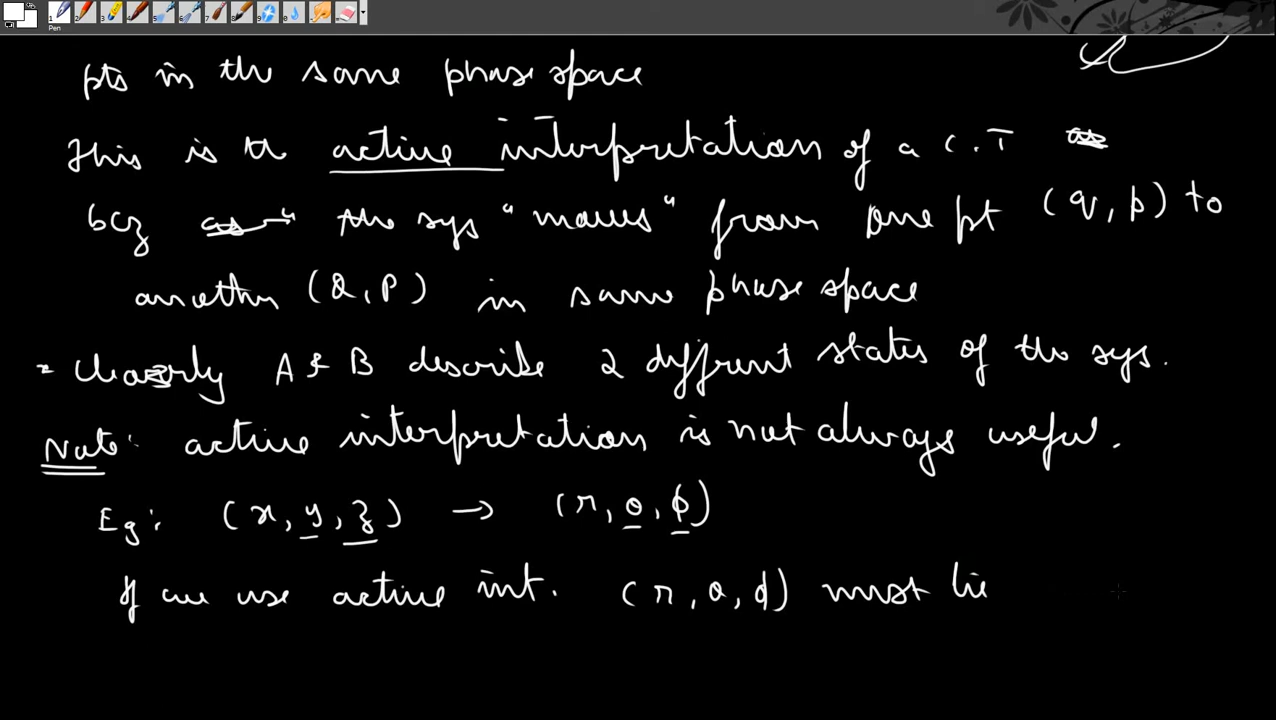 Pen
pts in the same phase space
This is the active interpretation of a C.T
bcz the sys "moves" from one pt (q, p) to
another (Q, P) in same phase space
= Clearly A & B describe 2 diffrent states of the sys.
Note: active interpretation is not always useful.
Eg: (x, y, z) → (r, θ, ϕ)
If we use active int. (r, θ, ϕ) must lie